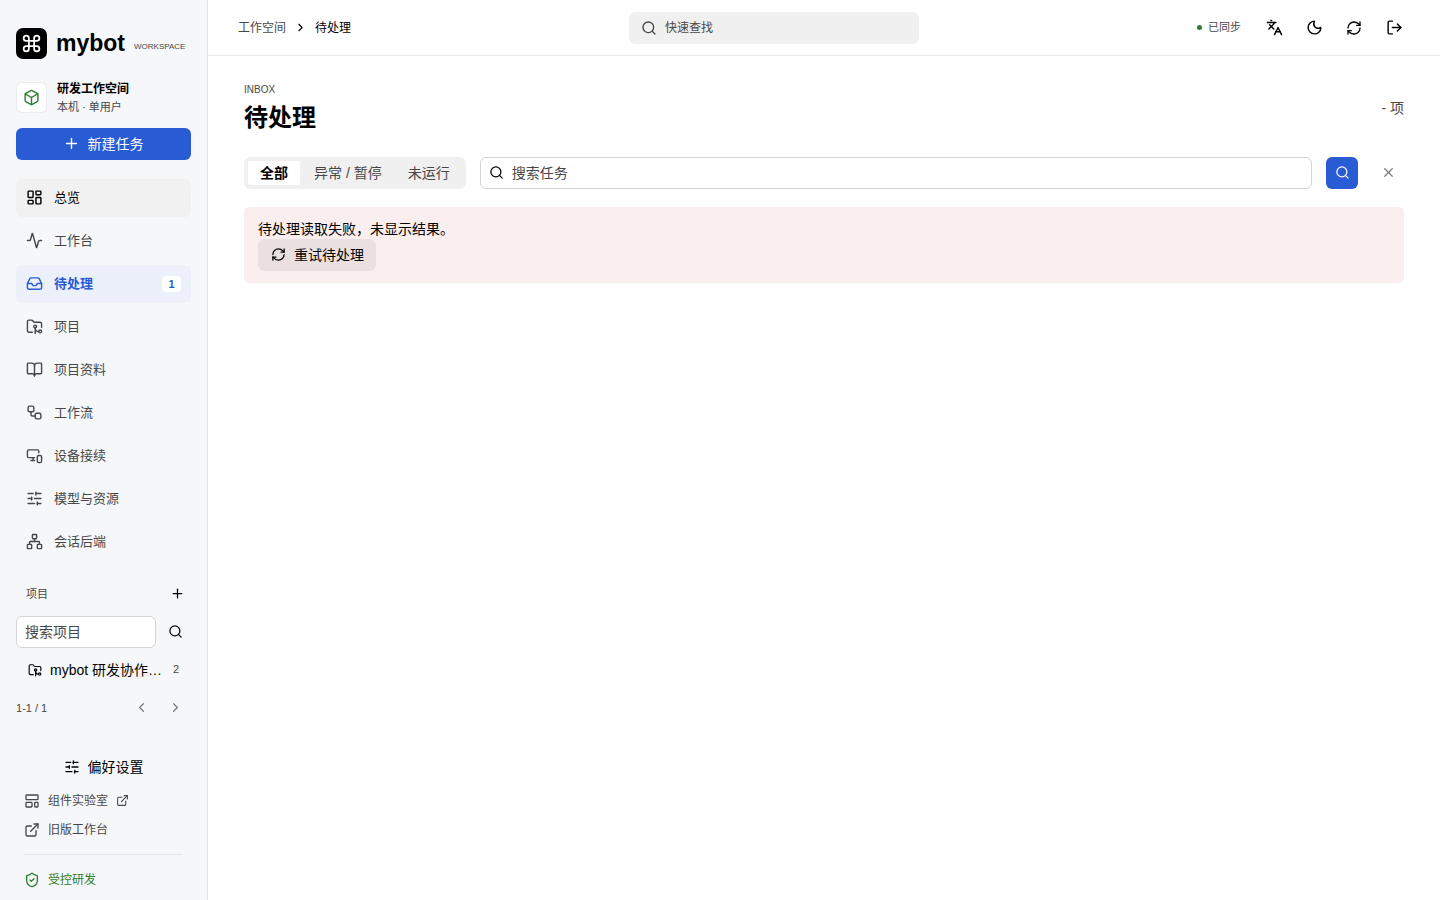 mybot WORKSPACE
研发工作空间
本机 · 单用户
新建任务
总览
工作台
待处理 1
项目
项目资料
工作流
设备接续
模型与资源
会话后端
项目
搜索项目
mybot 研发协作… 2
1-1 / 1
偏好设置
组件实验室
旧版工作台
受控研发
工作空间 待处理
快速查找
已同步
INBOX
待处理
- 项
全部 异常 / 暂停 未运行
搜索任务
待处理读取失败，未显示结果。
重试待处理